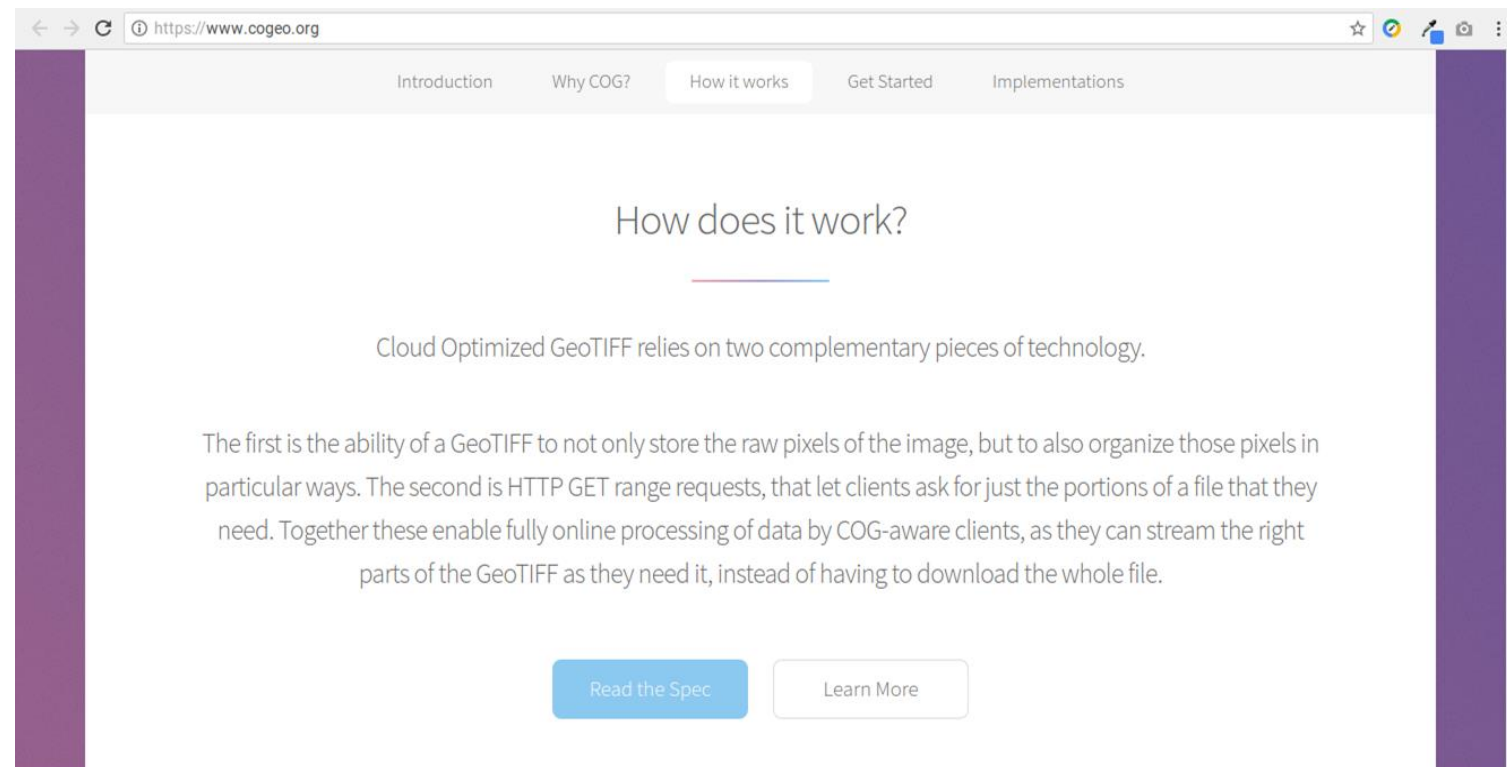 https://www.cogeo.org
Introduction Why COG? How it works Get Started Implementations
How does it work?
Cloud Optimized GeoTIFF relies on two complementary pieces of technology.
The first is the ability of a GeoTIFF to not only store the raw pixels of the image, but to also organize those pixels in
particular ways. The second is HTTP GET range requests, that let clients ask for just the portions of a file that they
need. Together these enable fully online processing of data by COG-aware clients, as they can stream the right
parts of the GeoTIFF as they need it, instead of having to download the whole file.
Read the Spec Learn More